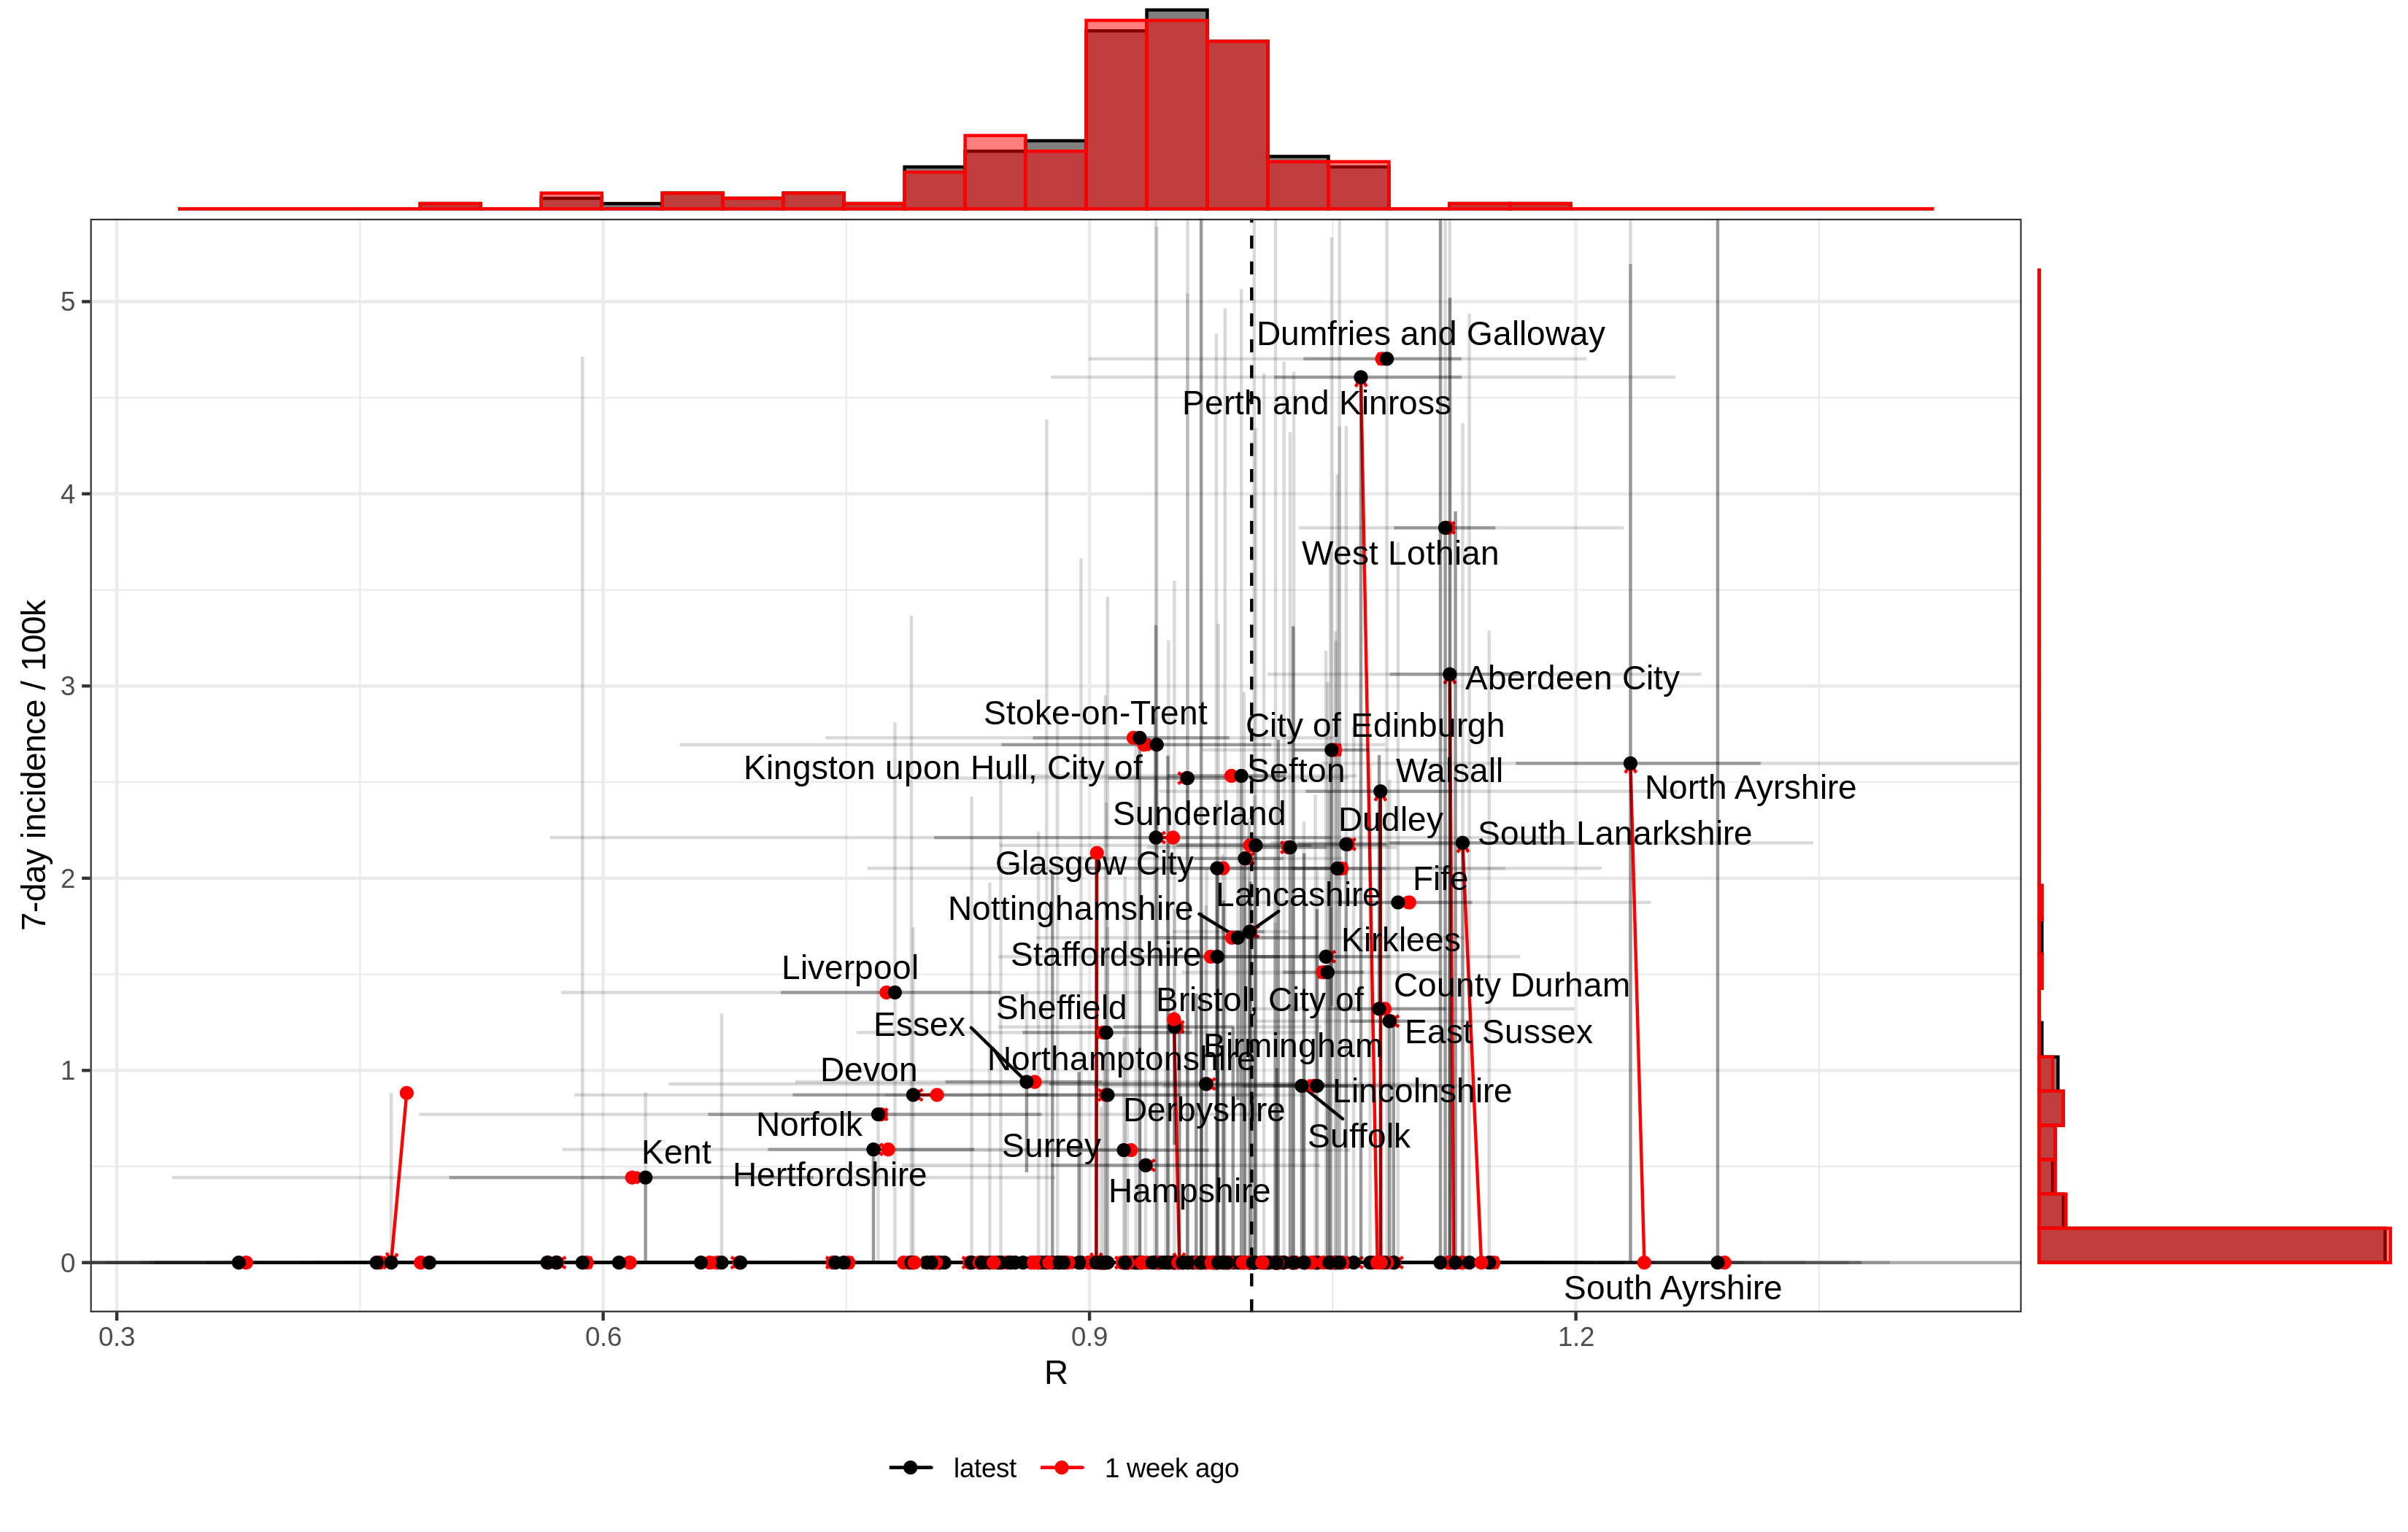 5
Dumfries and Galloway
Perth and Kinross
4
West Lothian
3
Aberdeen City
Stoke-on-Trent
City of Edinburgh
Kingston upon Hull, City of
Sefton
Walsall
North Ayrshire
Sunderland
Dudley
South Lanarkshire
2
Glasgow City
Fife
Lancashire
Nottinghamshire
Kirklees
Staffordshire
Liverpool
County Durham
Sheffield
Bristol, City of
Essex
East Sussex
Birmingham
Northamptonshire
1
Devon
Lincolnshire
Derbyshire
Norfolk
Suffolk
Surrey
Kent
Hertfordshire
Hampshire
0
South Ayrshire
7-day incidence / 100k
0.3 0.6 0.9 1.2
R
latest 1 week ago